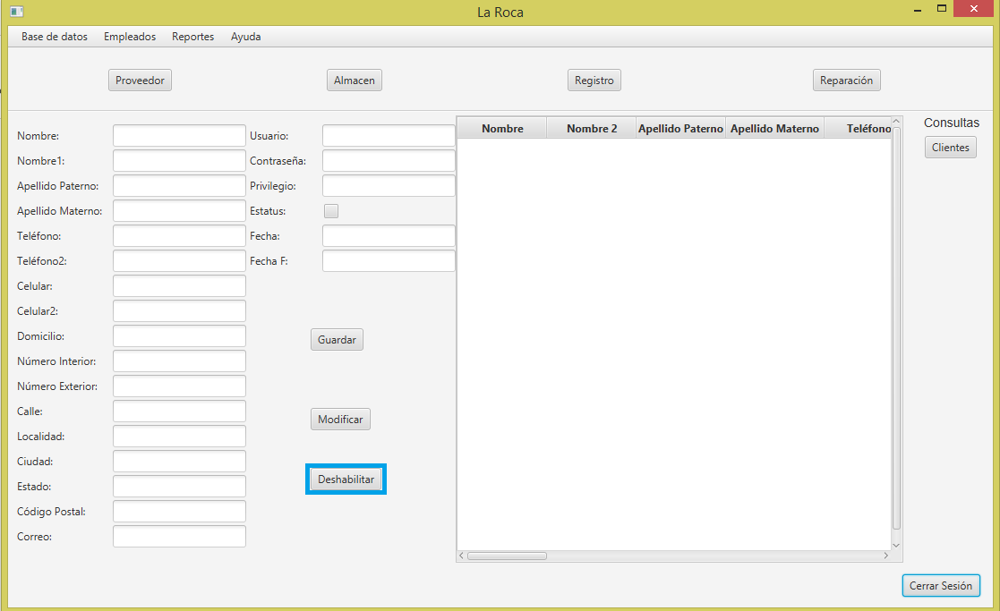 La Roca
Base de datos Empleados Reportes Ayuda
Proveedor Almacen Registro Reparación
Nombre:
Nombre1:
Apellido Paterno:
Apellido Materno:
Teléfono:
Teléfono2:
Celular:
Celular2:
Domicilio:
Número Interior:
Número Exterior:
Calle:
Localidad:
Ciudad:
Estado:
Código Postal:
Correo:
Usuario:
Contraseña:
Privilegio:
Estatus:
Fecha:
Fecha F:
Guardar
Modificar
Deshabilitar
Nombre Nombre 2 Apellido Paterno Apellido Materno Teléfono
Consultas
Clientes
Cerrar Sesión